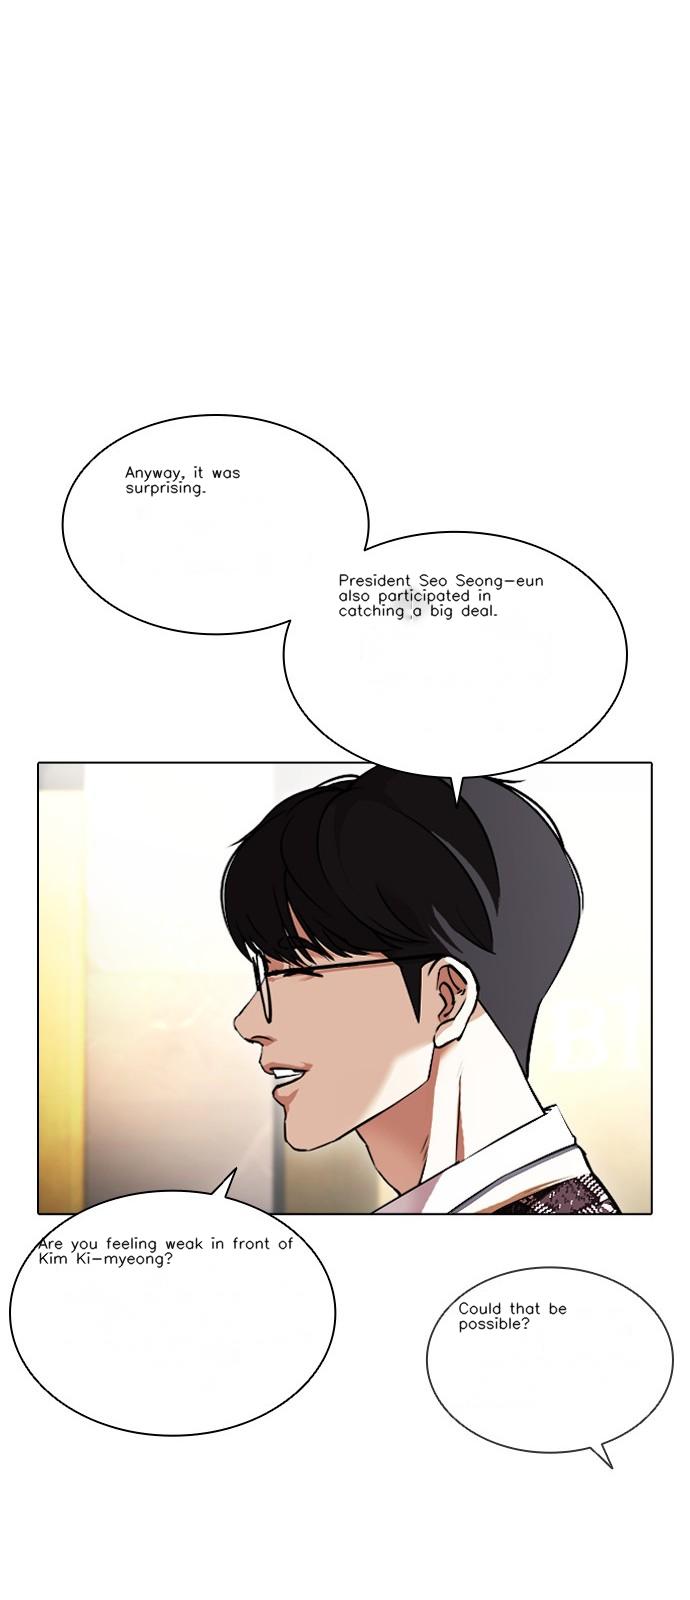 Anyway, it was
surprising.
President Seo Seong-eun
also participated in
catching a big deal.
B1
Are you feeling weak in front of
Kim Ki-myeong?
Could that be
possible?